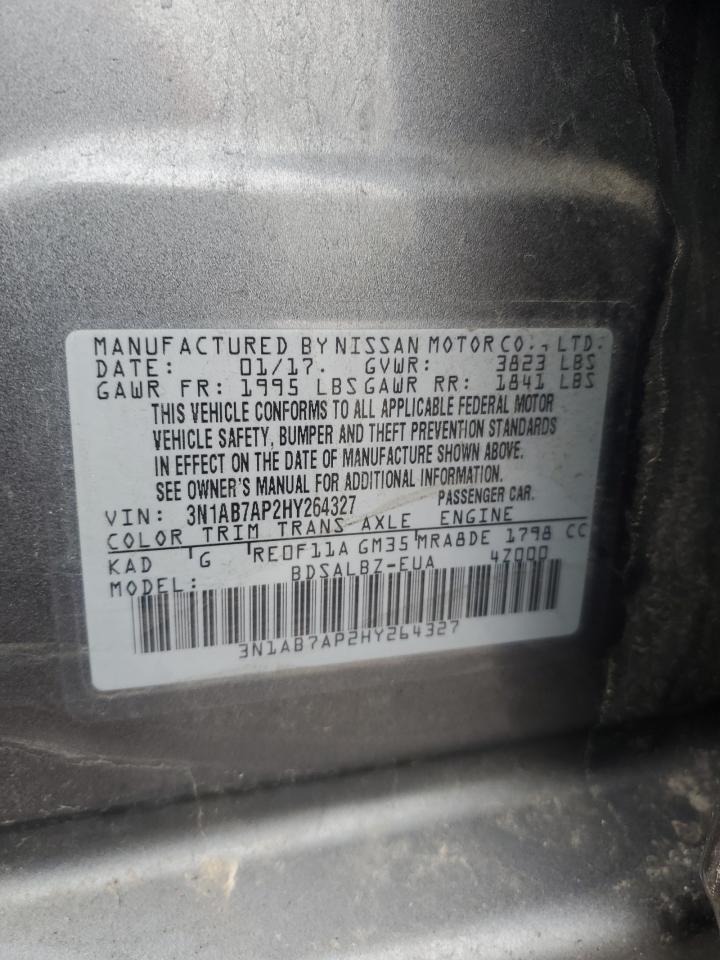 MANUFACTURED BY NISSAN MOTOR CO., LTD.
DATE: 01/17. GVWR: 3823 LBS
GAWR FR: 1995 LBS GAWR RR: 1841 LBS
THIS VEHICLE CONFORMS TO ALL APPLICABLE FEDERAL MOTOR
VEHICLE SAFETY, BUMPER AND THEFT PREVENTION STANDARDS
IN EFFECT ON THE DATE OF MANUFACTURE SHOWN ABOVE.
SEE OWNER'S MANUAL FOR ADDITIONAL INFORMATION.
VIN: 3N1AB7AP2HY264327 PASSENGER CAR.
COLOR TRIM TRANS AXLE ENGINE
KAD G RE0F11A GM35 MRA8DE 1798 CC
MODEL: BDSALBZ-EUA 4Z000
3N1AB7AP2HY264327